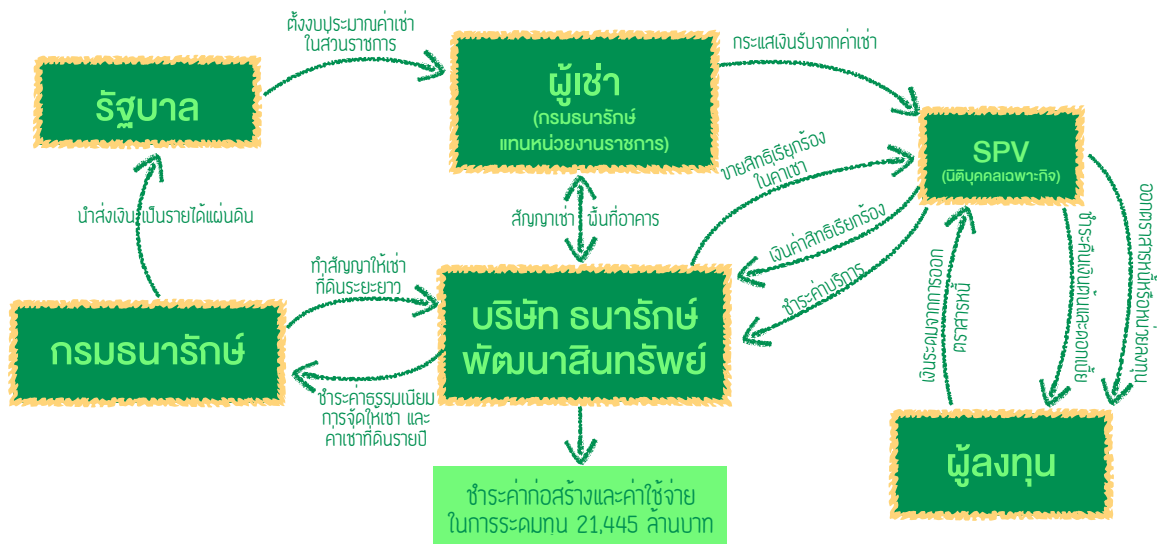 ตั้งงบประมาณค่าเช่า
ในส่วนราชการ
กระแสเงินรับจากค่าเช่า
รัฐบาล
ผู้เช่า
(กรมธนารักษ์
แทนหน่วยงานราชการ)
SPV
(นิติบุคคลเฉพาะกิจ)
ขายสิทธิเรียกร้อง
ในค่าเช่า
นำส่งเงินเป็นรายได้แผ่นดิน
สัญญาเช่า พื้นที่อาคาร
เงินค่าสิทธิเรียกร้อง
ชำระค่าบริการ
เงินระดมจากการออก
ตราสารหนี้
ชำระคืนเงินต้นและดอกเบี้ย
ออกตราสารหนี้หรือหน่วยลงทุน
ทำสัญญาให้เช่า
ที่ดินระยะยาว
กรมธนารักษ์
บริษัท ธนารักษ์
พัฒนาสินทรัพย์
ชำระค่าธรรมเนียม
การจัดให้เช่า และ
ค่าเช่าที่ดินรายปี
ผู้ลงทุน
ชำระค่าก่อสร้างและค่าใช้จ่าย
ในการระดมทุน 21,445 ล้านบาท